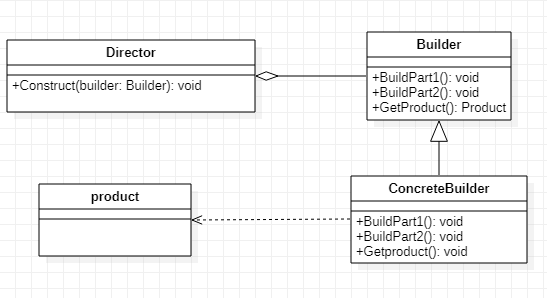 Director
+Construct(builder: Builder): void
Builder
+BuildPart1(): void
+BuildPart2(): void
+GetProduct(): Product
product
ConcreteBuilder
+BuildPart1(): void
+BuildPart2(): void
+Getproduct(): void